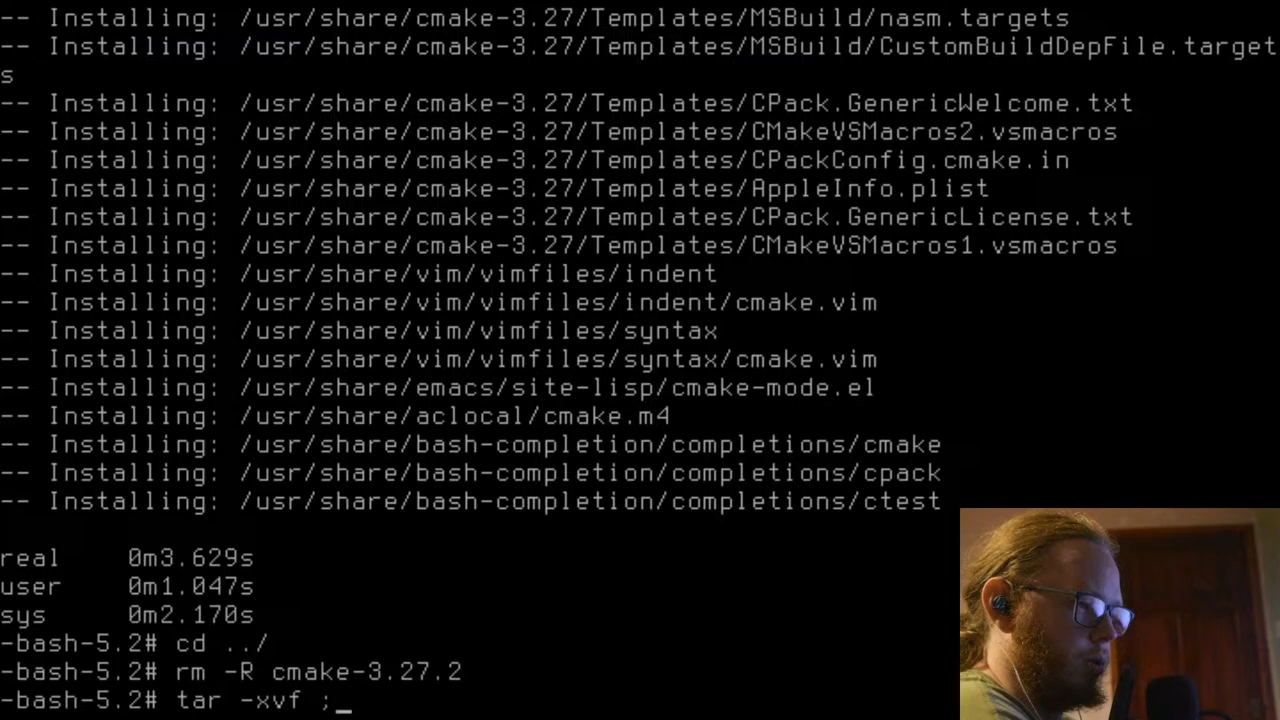 -- Installing: /usr/share/cmake-3.27/Templates/MSBuild/nasm.targets
-- Installing: /usr/share/cmake-3.27/Templates/MSBuild/CustomBuildDepFile.target
s
-- Installing: /usr/share/cmake-3.27/Templates/CPack.GenericWelcome.txt
-- Installing: /usr/share/cmake-3.27/Templates/CMakeVSMacros2.vsmacros
-- Installing: /usr/share/cmake-3.27/Templates/CPackConfig.cmake.in
-- Installing: /usr/share/cmake-3.27/Templates/AppleInfo.plist
-- Installing: /usr/share/cmake-3.27/Templates/CPack.GenericLicense.txt
-- Installing: /usr/share/cmake-3.27/Templates/CMakeVSMacros1.vsmacros
-- Installing: /usr/share/vim/vimfiles/indent
-- Installing: /usr/share/vim/vimfiles/indent/cmake.vim
-- Installing: /usr/share/vim/vimfiles/syntax
-- Installing: /usr/share/vim/vimfiles/syntax/cmake.vim
-- Installing: /usr/share/emacs/site-lisp/cmake-mode.el
-- Installing: /usr/share/aclocal/cmake.m4
-- Installing: /usr/share/bash-completion/completions/cmake
-- Installing: /usr/share/bash-completion/completions/cpack
-- Installing: /usr/share/bash-completion/completions/ctest
real 0m3.629s
user 0m1.047s
sys 0m2.170s
-bash-5.2# cd ../
-bash-5.2# rm -R cmake-3.27.2
-bash-5.2# tar -xvf ;_